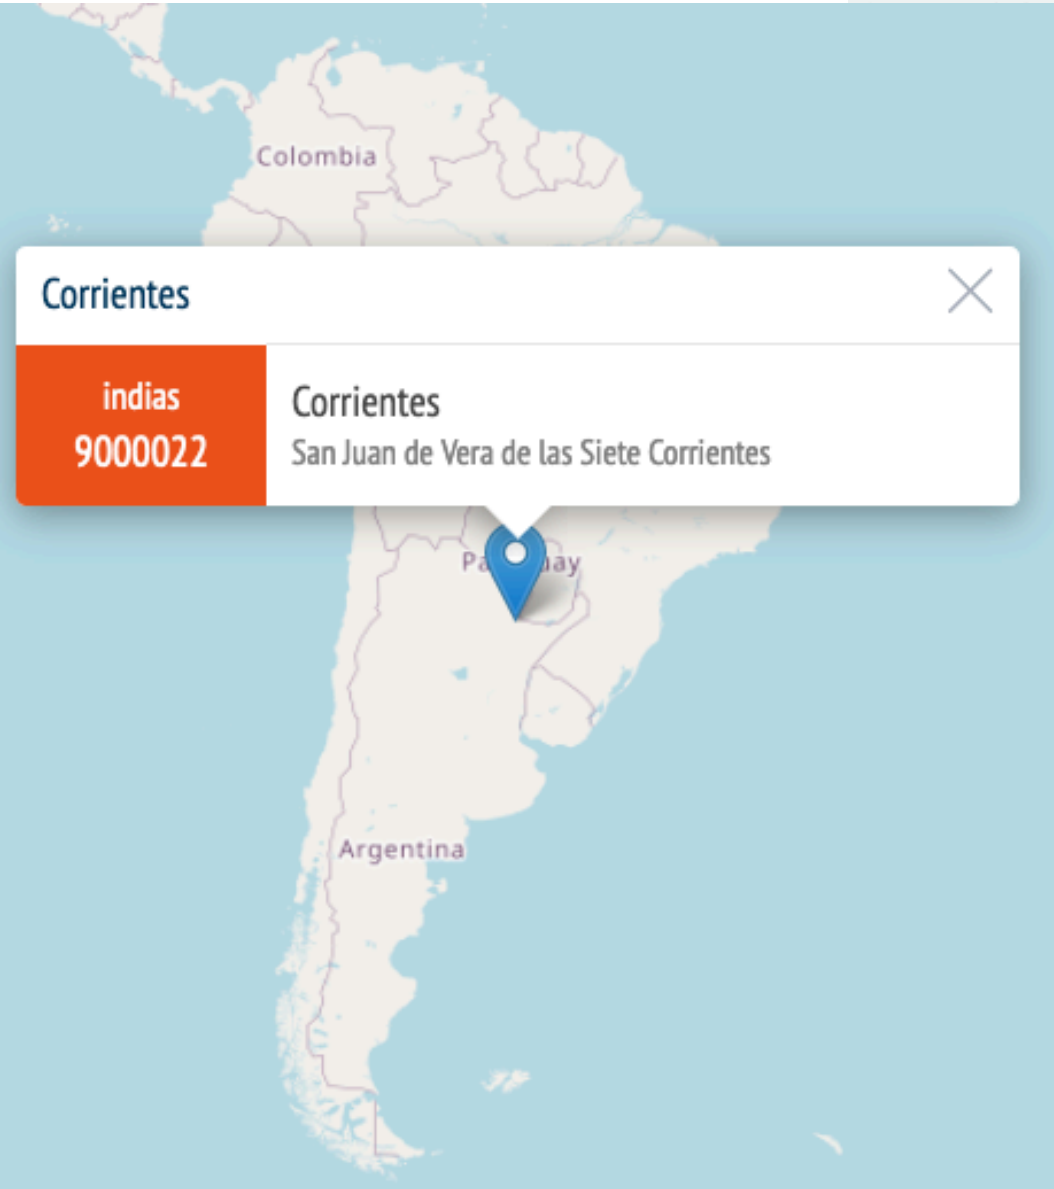 Colombia
Corrientes
indias
9000022
Corrientes
San Juan de Vera de las Siete Corrientes
Argentina